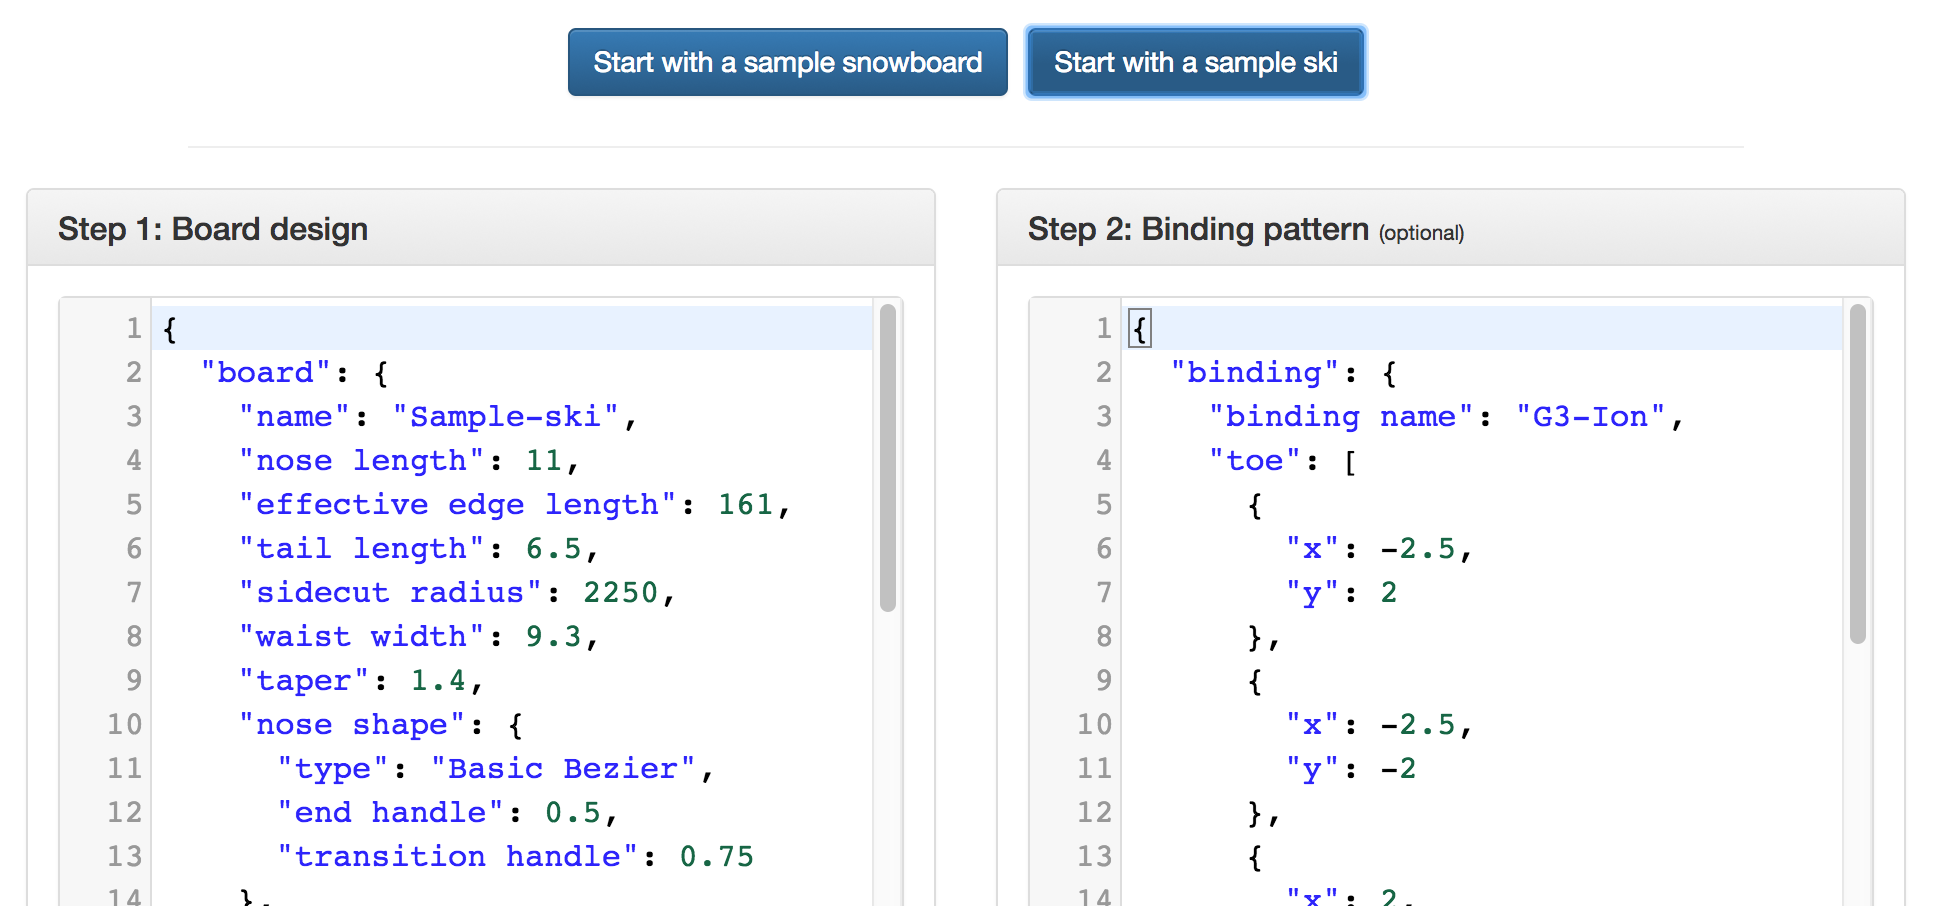 Start with a sample snowboard
Start with a sample ski
Step 1: Board design
1 {
2 "board": {
3 "name": "Sample-ski",
4 "nose length": 11,
5 "effective edge length": 161,
6 "tail length": 6.5,
7 "sidecut radius": 2250,
8 "waist width": 9.3,
9 "taper": 1.4,
10 "nose shape": {
11 "type": "Basic Bezier",
12 "end handle": 0.5,
13 "transition handle": 0.75
14 },
Step 2: Binding pattern (optional)
1 {
2 "binding": {
3 "binding name": "G3-Ion",
4 "toe": [
5 {
6 "x": -2.5,
7 "y": 2
8 },
9 {
10 "x": -2.5,
11 "y": -2
12 },
13 {
14 "x": 2,